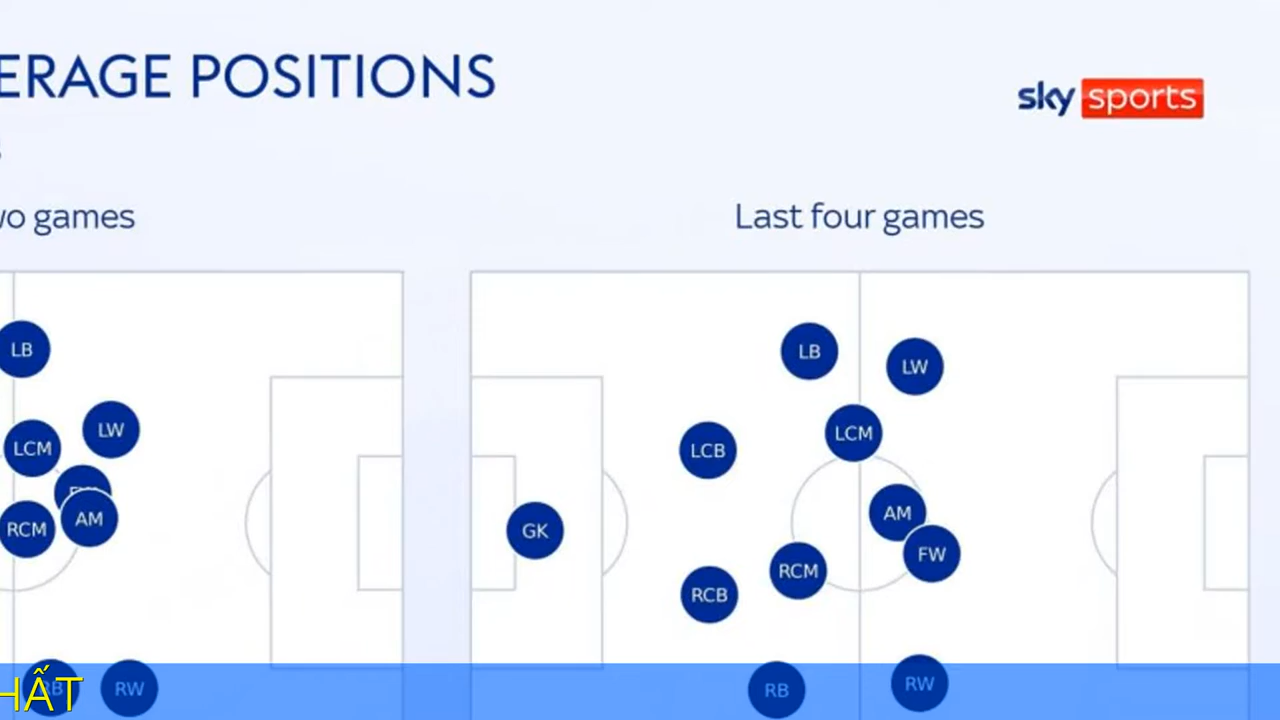 ERAGE POSITIONS
sky sports
wo games
Last four games
LB
LCM
LW
RCM
AM
RB
RW
LB
LW
LCB
LCM
GK
AM
FW
RCM
RCB
RB
RW
HẤT